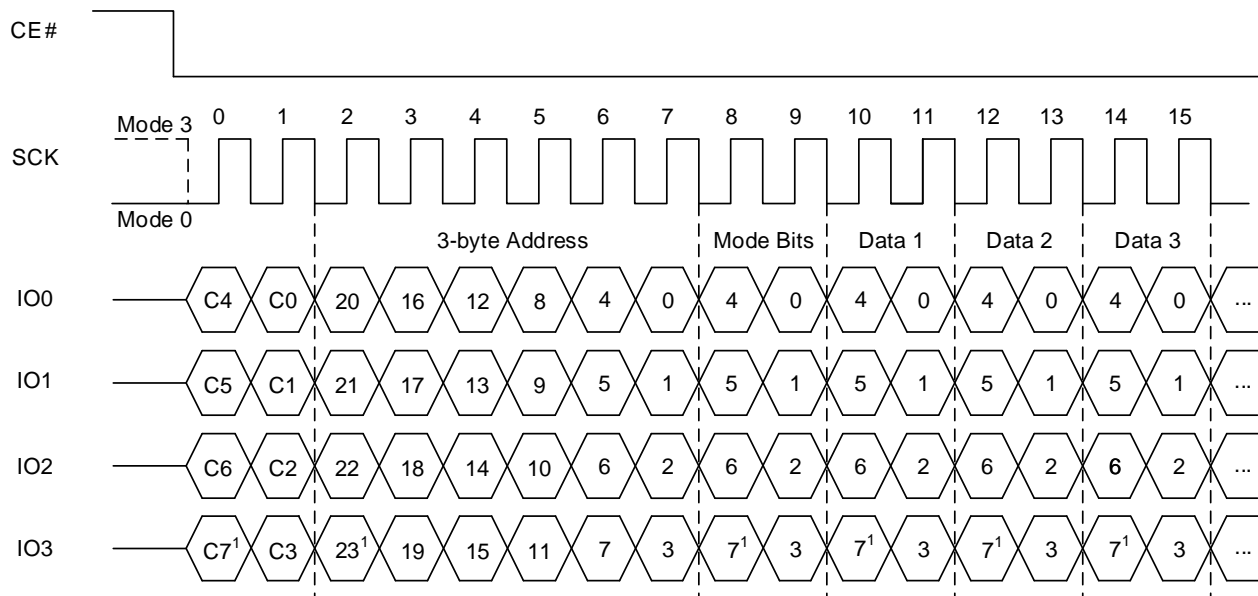 CE#
0 1 2 3 4 5 6 7 8 9 10 11 12 13 14 15
Mode 3
SCK
Mode 0
3-byte Address Mode Bits Data 1 Data 2 Data 3
IO0 C4 C0 20 16 12 8 4 0 4 0 4 0 4 0 4 0 ...
IO1 C5 C1 21 17 13 9 5 1 5 1 5 1 5 1 5 1 ...
IO2 C6 C2 22 18 14 10 6 2 6 2 6 2 6 2 6 2 ...
IO3 C7¹ C3 23¹ 19 15 11 7 3 7¹ 3 7¹ 3 7¹ 3 7¹ 3 ...